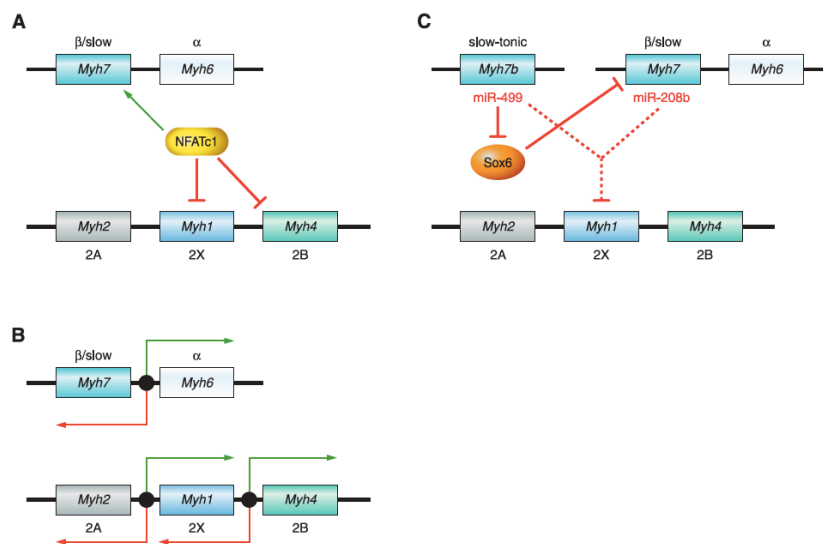 A
β/slow α
Myh7 Myh6
NFATc1
Myh2 Myh1 Myh4
2A 2X 2B
B
β/slow α
Myh7 Myh6
Myh2 Myh1 Myh4
2A 2X 2B
C
slow-tonic β/slow α
Myh7b Myh7 Myh6
miR-499 miR-208b
Sox6
Myh2 Myh1 Myh4
2A 2X 2B